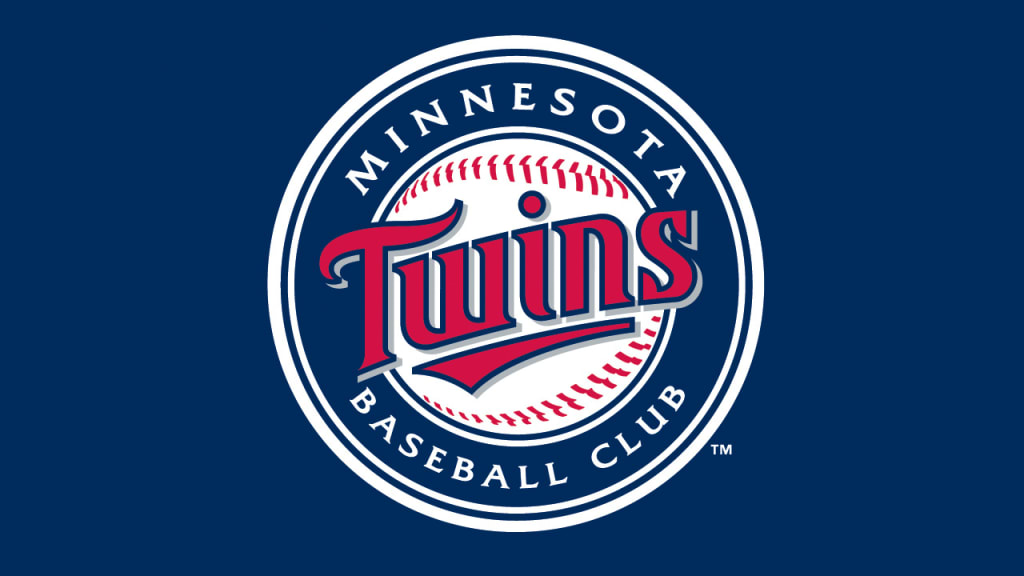 MINNESOTA
Twins
BASEBALL CLUB
TM